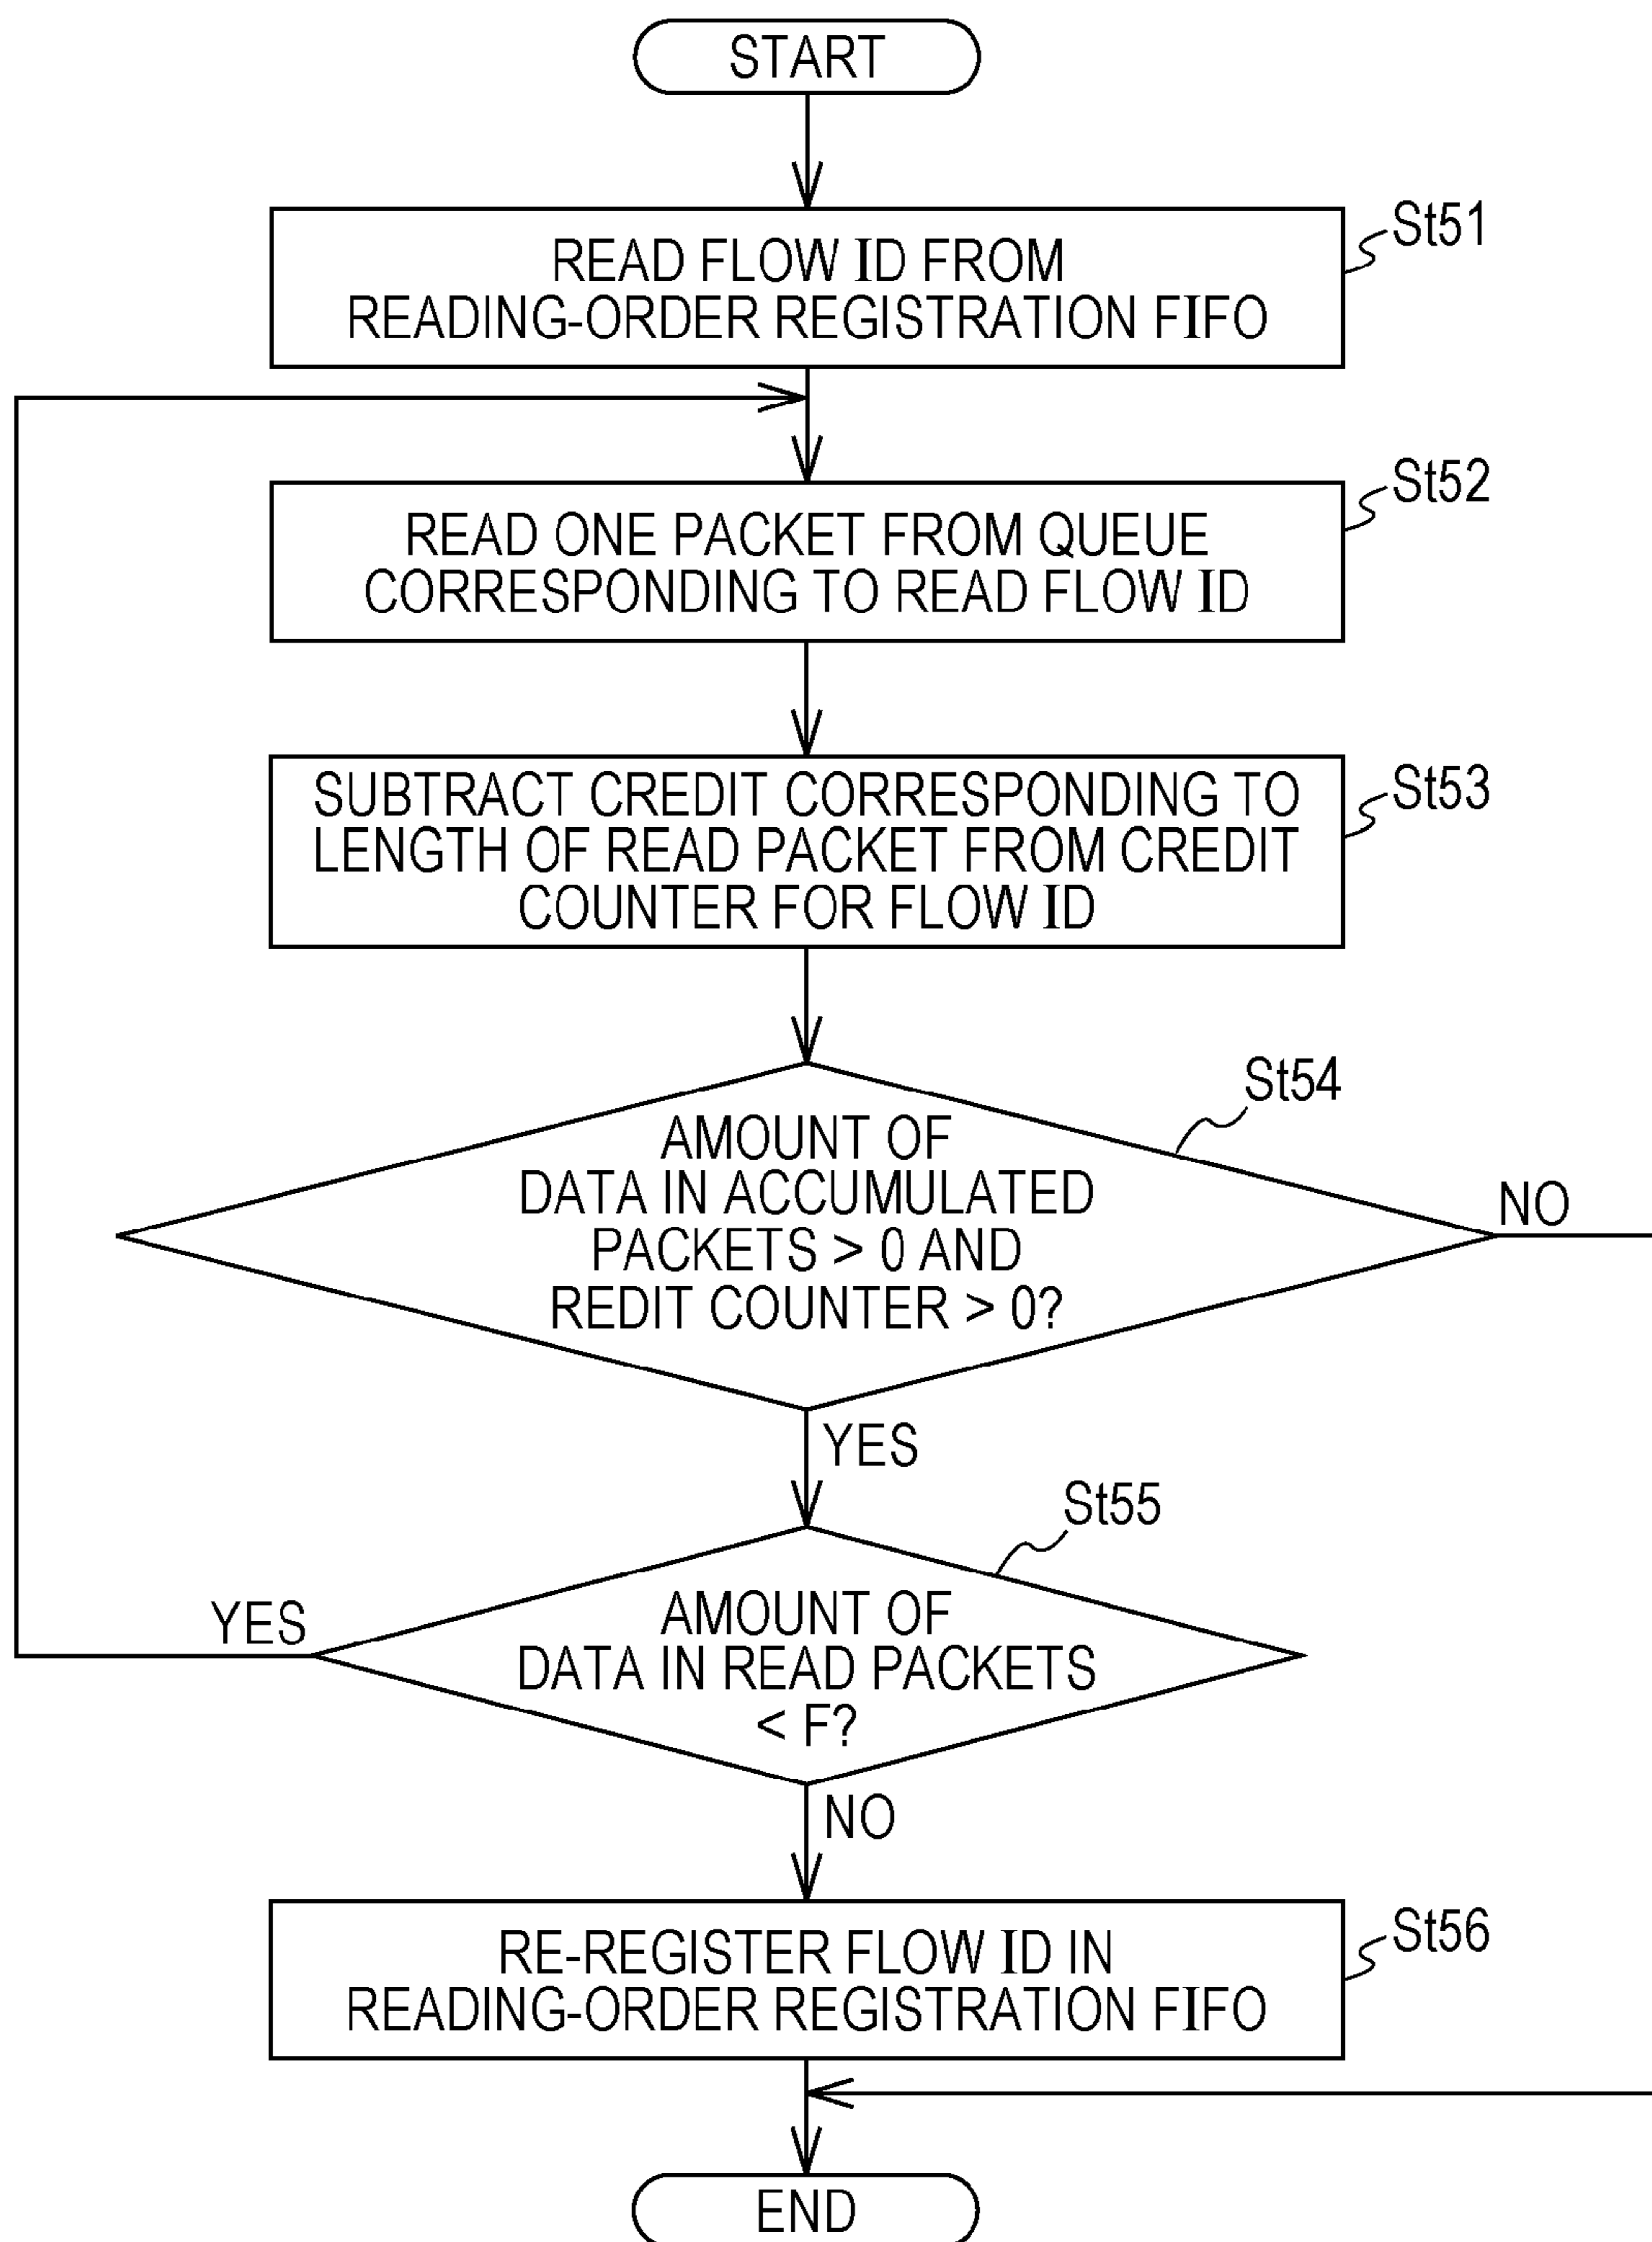 START
St51
READ FLOW ID FROM
READING-ORDER REGISTRATION FIFO
St52
READ ONE PACKET FROM QUEUE
CORRESPONDING TO READ FLOW ID
St53
SUBTRACT CREDIT CORRESPONDING TO
LENGTH OF READ PACKET FROM CREDIT
COUNTER FOR FLOW ID
St54
AMOUNT OF
DATA IN ACCUMULATED
PACKETS > 0 AND
REDIT COUNTER > 0?
NO
YES
St55
AMOUNT OF
DATA IN READ PACKETS
< F?
YES
NO
St56
RE-REGISTER FLOW ID IN
READING-ORDER REGISTRATION FIFO
END